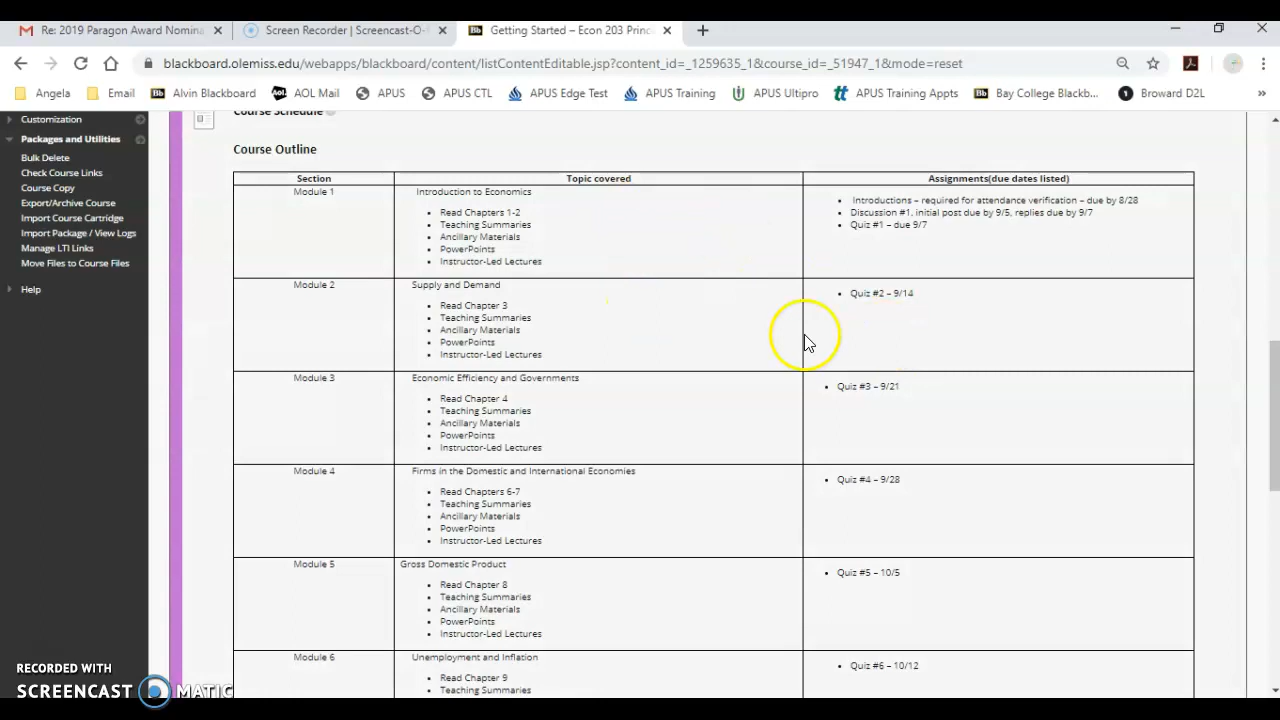 Re: 2019 Paragon Award Nomina
Screen Recorder | Screencast-O-
Getting Started – Econ 203 Princ
blackboard.olemiss.edu/webapps/blackboard/content/listContentEditable.jsp?content_id=_1259635_1&course_id=_51947_1&mode=reset
Angela Email Alvin Blackboard AOL Mail APUS APUS CTL APUS Edge Test APUS Training APUS Ultipro APUS Training Appts Bay College Blackb... Broward D2L »
Customization
Packages and Utilities
Bulk Delete
Check Course Links
Course Copy
Export/Archive Course
Import Course Cartridge
Import Package / View Logs
Manage LTI Links
Move Files to Course Files
Help
Course Schedule
Course Outline
Section Topic covered Assignments(due dates listed)
Module 1
Introduction to Economics
Read Chapters 1-2
Teaching Summaries
Ancillary Materials
PowerPoints
Instructor-Led Lectures
Introductions – required for attendance verification – due by 8/28
Discussion #1, initial post due by 9/5, replies due by 9/7
Quiz #1 – due 9/7
Module 2
Supply and Demand
Read Chapter 3
Teaching Summaries
Ancillary Materials
PowerPoints
Instructor-Led Lectures
Quiz #2 – 9/14
Module 3
Economic Efficiency and Governments
Read Chapter 4
Teaching Summaries
Ancillary Materials
PowerPoints
Instructor-Led Lectures
Quiz #3 – 9/21
Module 4
Firms in the Domestic and International Economies
Read Chapters 6-7
Teaching Summaries
Ancillary Materials
PowerPoints
Instructor-Led Lectures
Quiz #4 – 9/28
Module 5
Gross Domestic Product
Read Chapter 8
Teaching Summaries
Ancillary Materials
PowerPoints
Instructor-Led Lectures
Quiz #5 – 10/5
Module 6
Unemployment and Inflation
Read Chapter 9
Teaching Summaries
Quiz #6 – 10/12
RECORDED WITH
SCREENCAST MATIC